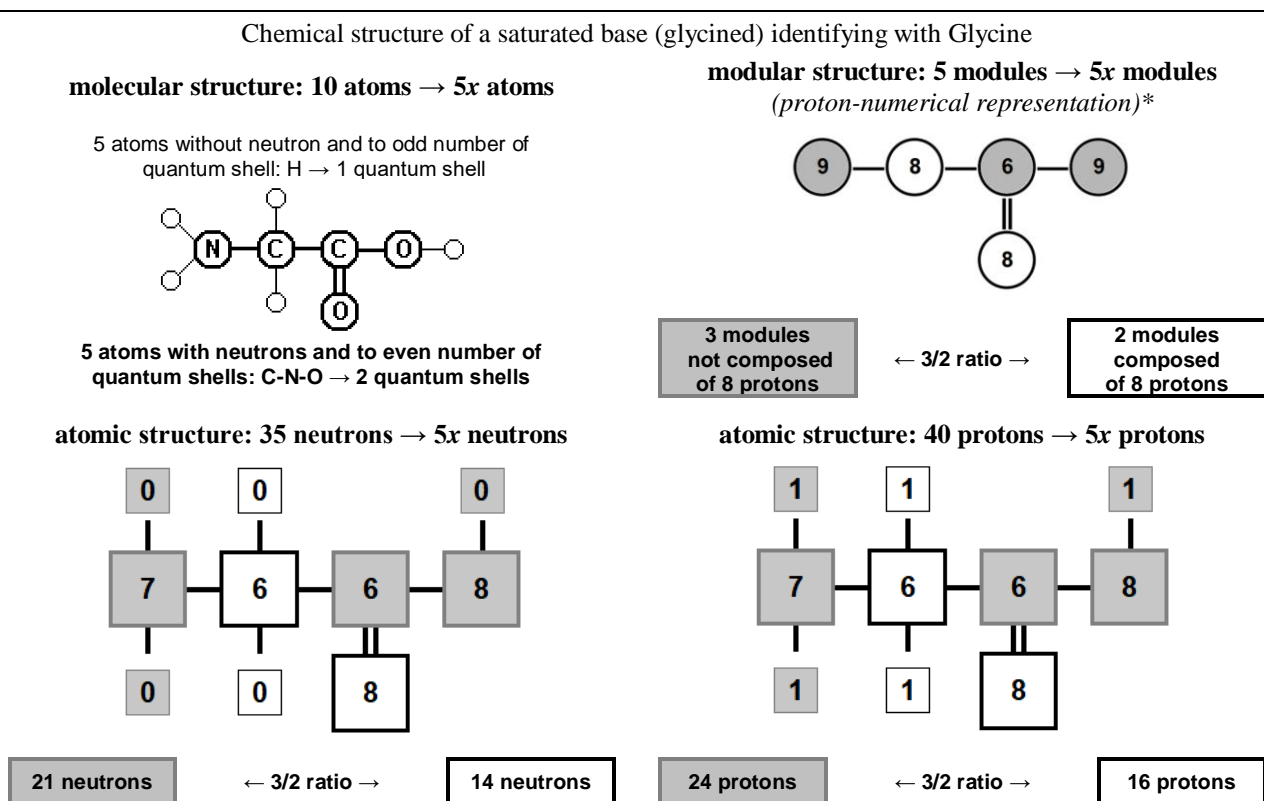 Chemical structure of a saturated base (glycined) identifying with Glycine
molecular structure: 10 atoms → 5x atoms
5 atoms without neutron and to odd number of
quantum shell: H → 1 quantum shell
N C C O
O
5 atoms with neutrons and to even number of
quantum shells: C-N-O → 2 quantum shells
modular structure: 5 modules → 5x modules
(proton-numerical representation)*
9 8 6 9
8
3 modules
not composed
of 8 protons
← 3/2 ratio →
2 modules
composed
of 8 protons
atomic structure: 35 neutrons → 5x neutrons
0 0 0
7 6 6 8
0 0 8
21 neutrons ← 3/2 ratio → 14 neutrons
atomic structure: 40 protons → 5x protons
1 1 1
7 6 6 8
1 1 8
24 protons ← 3/2 ratio → 16 protons